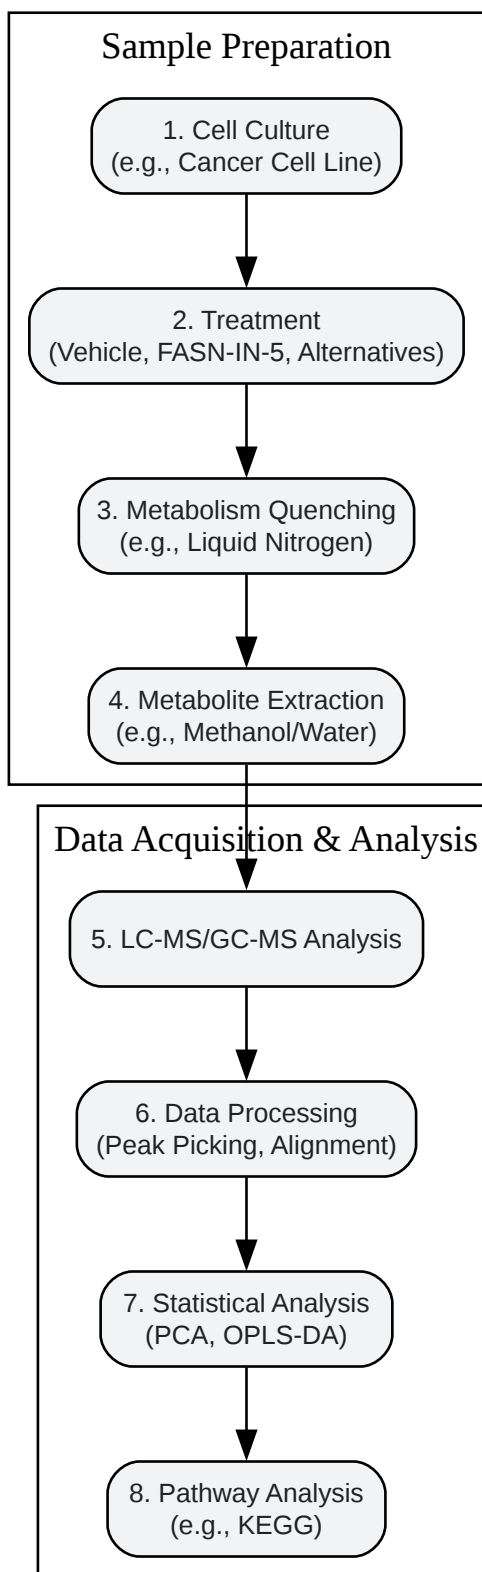 Sample Preparation
1. Cell Culture
(e.g., Cancer Cell Line)
2. Treatment
(Vehicle, FASN-IN-5, Alternatives)
3. Metabolism Quenching
(e.g., Liquid Nitrogen)
4. Metabolite Extraction
(e.g., Methanol/Water)
Data Acquisition & Analysis
5. LC-MS/GC-MS Analysis
6. Data Processing
(Peak Picking, Alignment)
7. Statistical Analysis
(PCA, OPLS-DA)
8. Pathway Analysis
(e.g., KEGG)